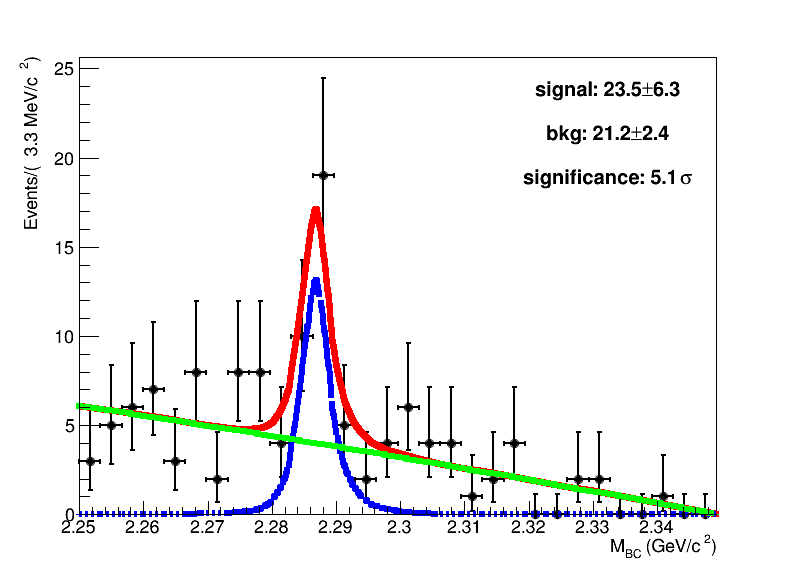 Events/( 3.3 MeV/c²)
25
20
15
10
5
0
signal: 23.5±6.3
bkg: 21.2±2.4
significance: 5.1σ
2.25 2.26 2.27 2.28 2.29 2.3 2.31 2.32 2.33 2.34
M_BC (GeV/c²)